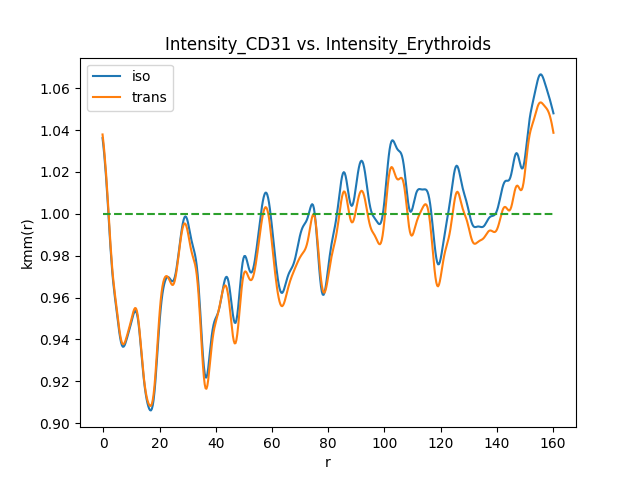 Intensity_CD31 vs. Intensity_Erythroids
iso
trans
1.06
1.04
1.02
1.00
0.98
0.96
0.94
0.92
0.90
kmm(r)
0 20 40 60 80 100 120 140 160
r